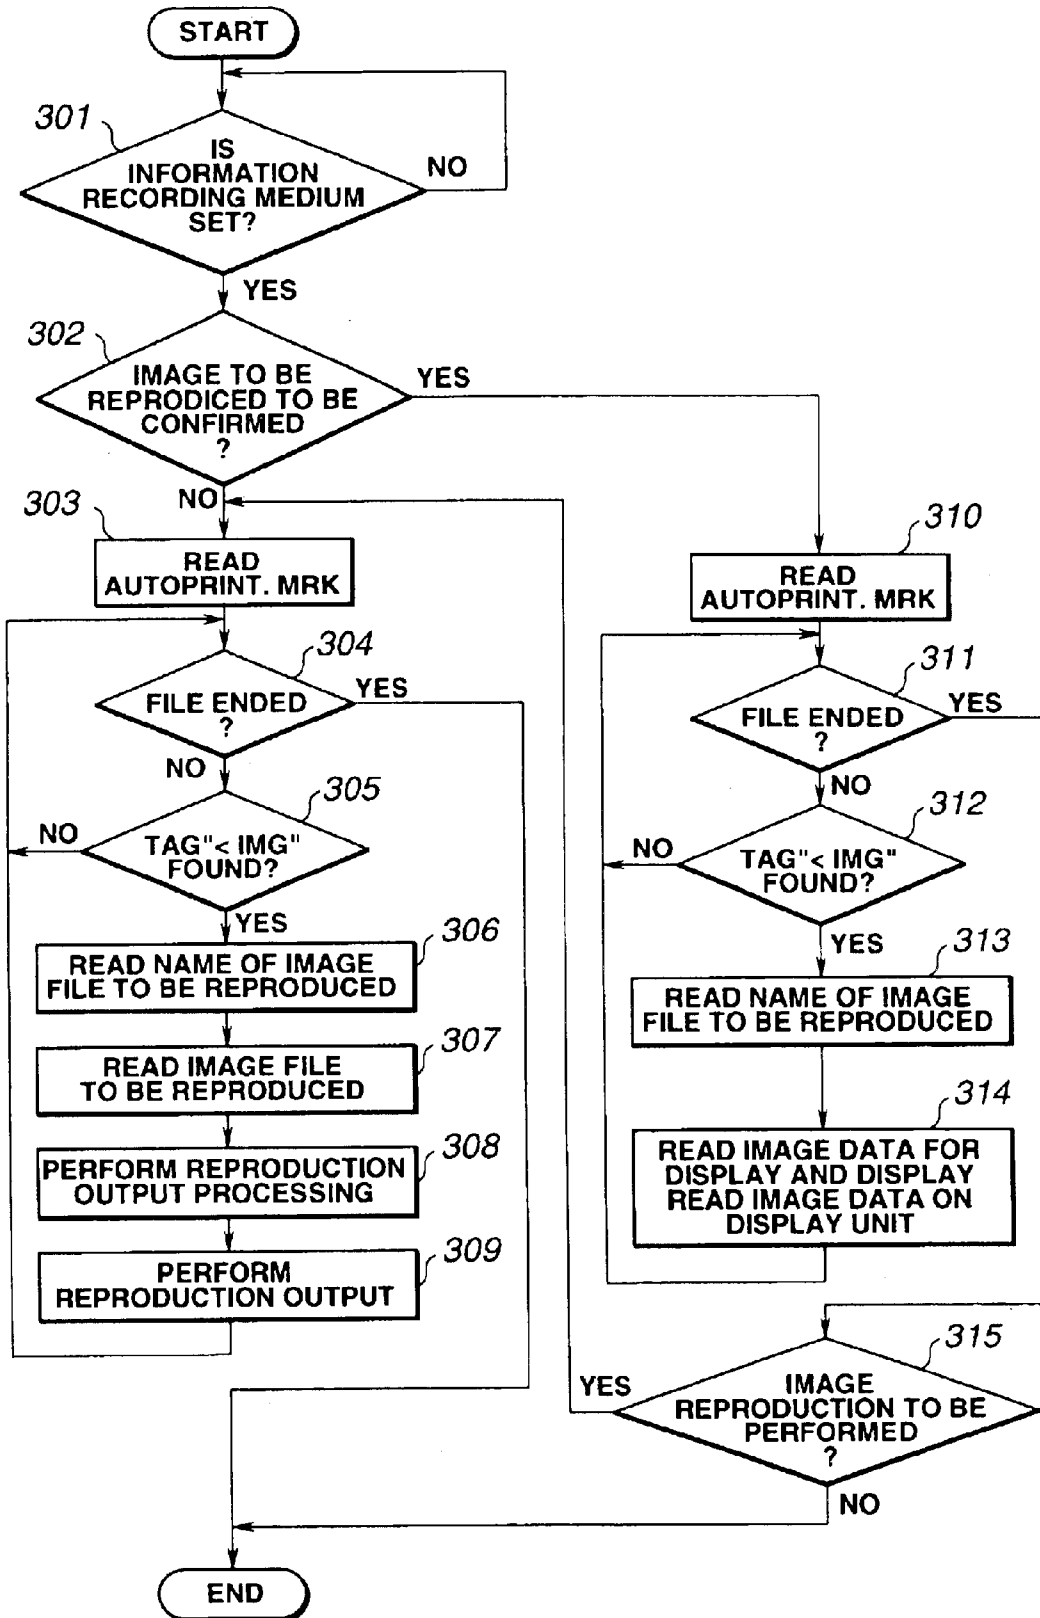 START
301
IS
INFORMATION
RECORDING MEDIUM
SET?
NO
YES
302
IMAGE TO BE
REPRODICED TO BE
CONFIRMED
?
YES
NO
303
READ
AUTOPRINT. MRK
304
FILE ENDED
?
YES
NO
305
TAG"< IMG"
FOUND?
NO
YES
306
READ NAME OF IMAGE
FILE TO BE REPRODUCED
307
READ IMAGE FILE
TO BE REPRODUCED
308
PERFORM REPRODUCTION
OUTPUT PROCESSING
309
PERFORM
REPRODUCTION OUTPUT
310
READ
AUTOPRINT. MRK
311
FILE ENDED
?
YES
NO
312
TAG"< IMG"
FOUND?
NO
YES
313
READ NAME OF IMAGE
FILE TO BE REPRODUCED
314
READ IMAGE DATA FOR
DISPLAY AND DISPLAY
READ IMAGE DATA ON
DISPLAY UNIT
315
IMAGE
REPRODUCTION TO BE
PERFORMED
?
YES
NO
END